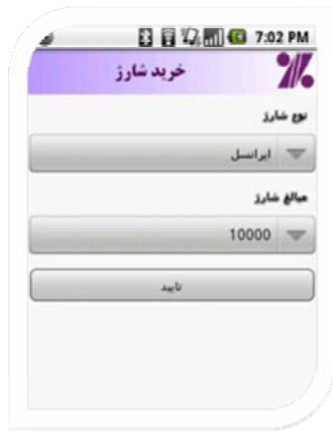 7:02 PM
خرید شارژ
نوع شارژ
ایرانسل
مبالغ شارژ
10000
تایید